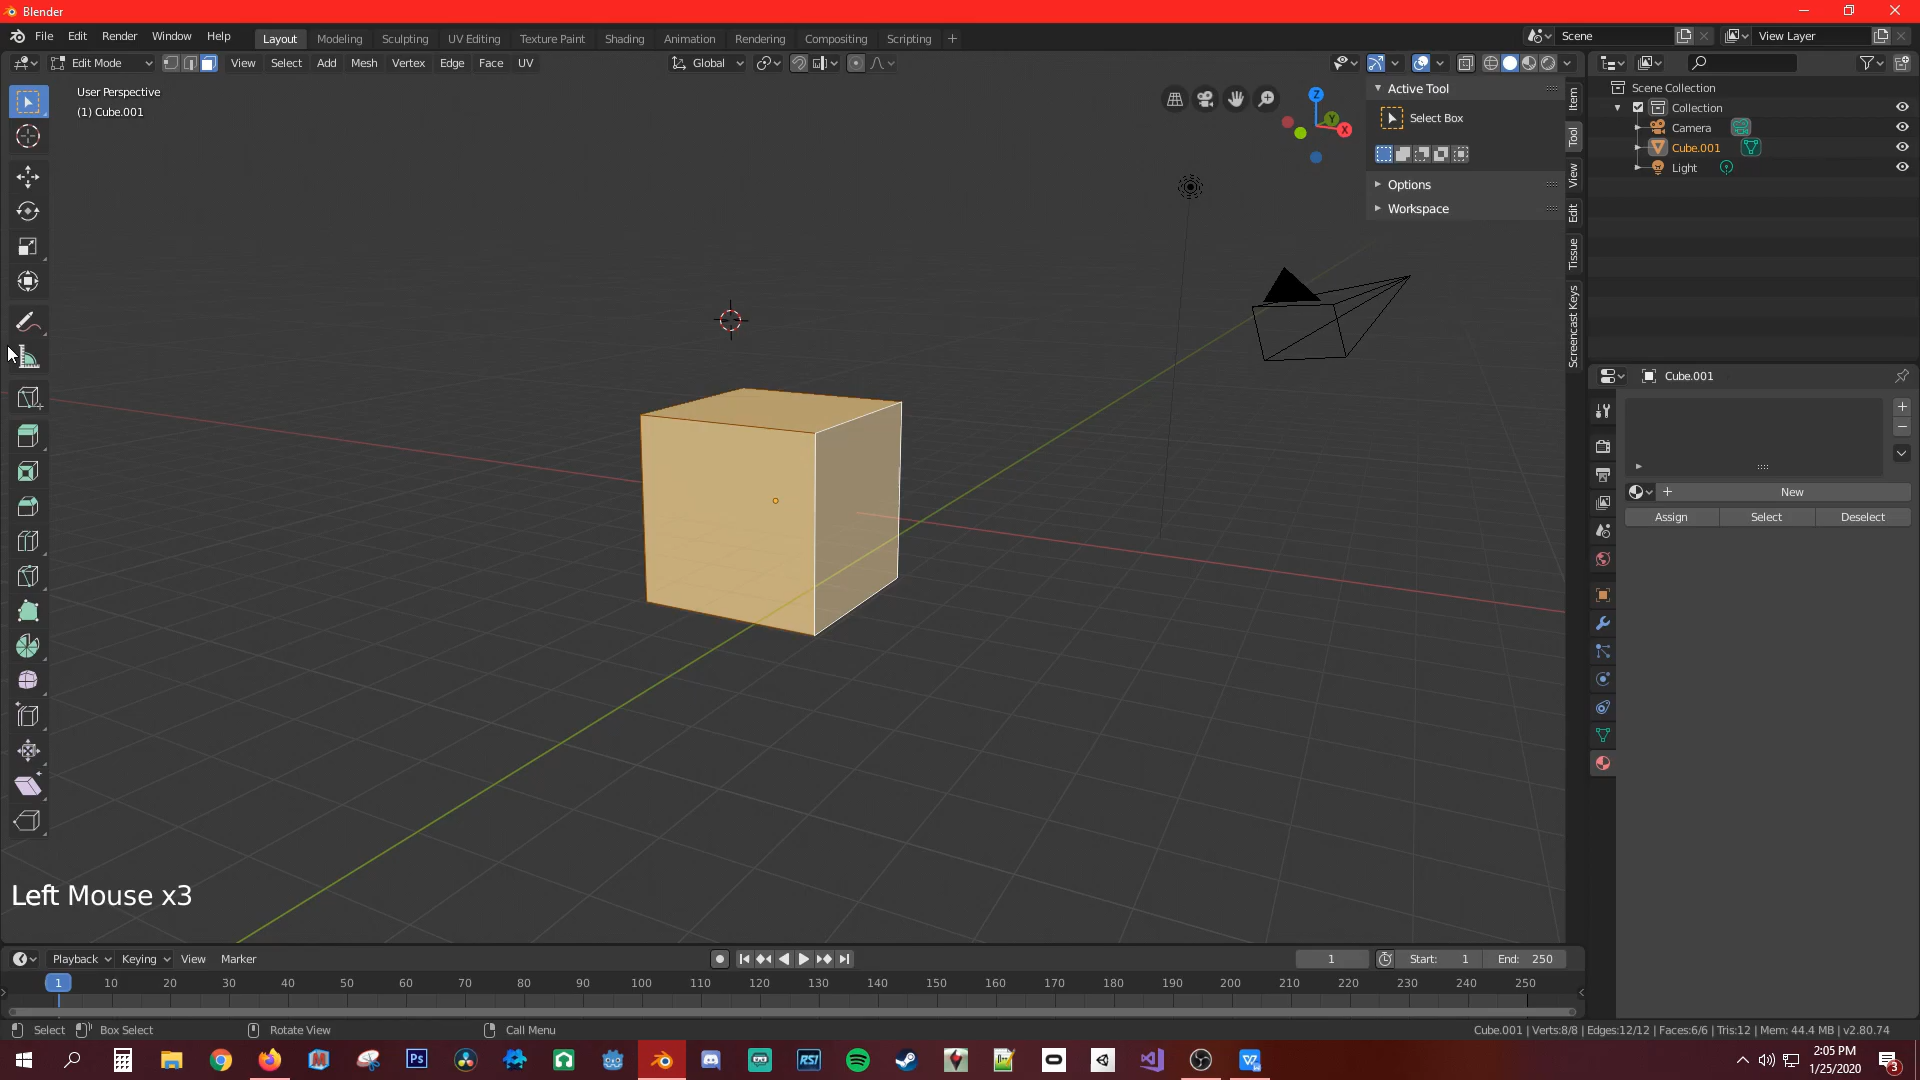 Blender
File Edit Render Window Help
Layout Modeling Sculpting UV Editing Texture Paint Shading Animation Rendering Compositing Scripting +
Scene
View Layer
Edit Mode
View Select Add Mesh Vertex Edge Face UV
Global
User Perspective
(1) Cube.001
Z
Y
X
Active Tool
Select Box
Options
Workspace
Item
Tool
View
Edit
Tissue
Screencast Keys
Scene Collection
Collection
Camera
Cube.001
Light
Cube.001
New
Assign Select Deselect
Left Mouse x3
Playback Keying View Marker
1
Start: 1
End: 250
1 10 20 30 40 50 60 70 80 90 100 110 120 130 140 150 160 170 180 190 200 210 220 230 240 250
Select Box Select Rotate View Call Menu
Cube.001 | Verts:8/8 | Edges:12/12 | Faces:6/6 | Tris:12 | Mem: 44.4 MB | v2.80.74
Ps
RSI
2:05 PM
1/25/2020
3